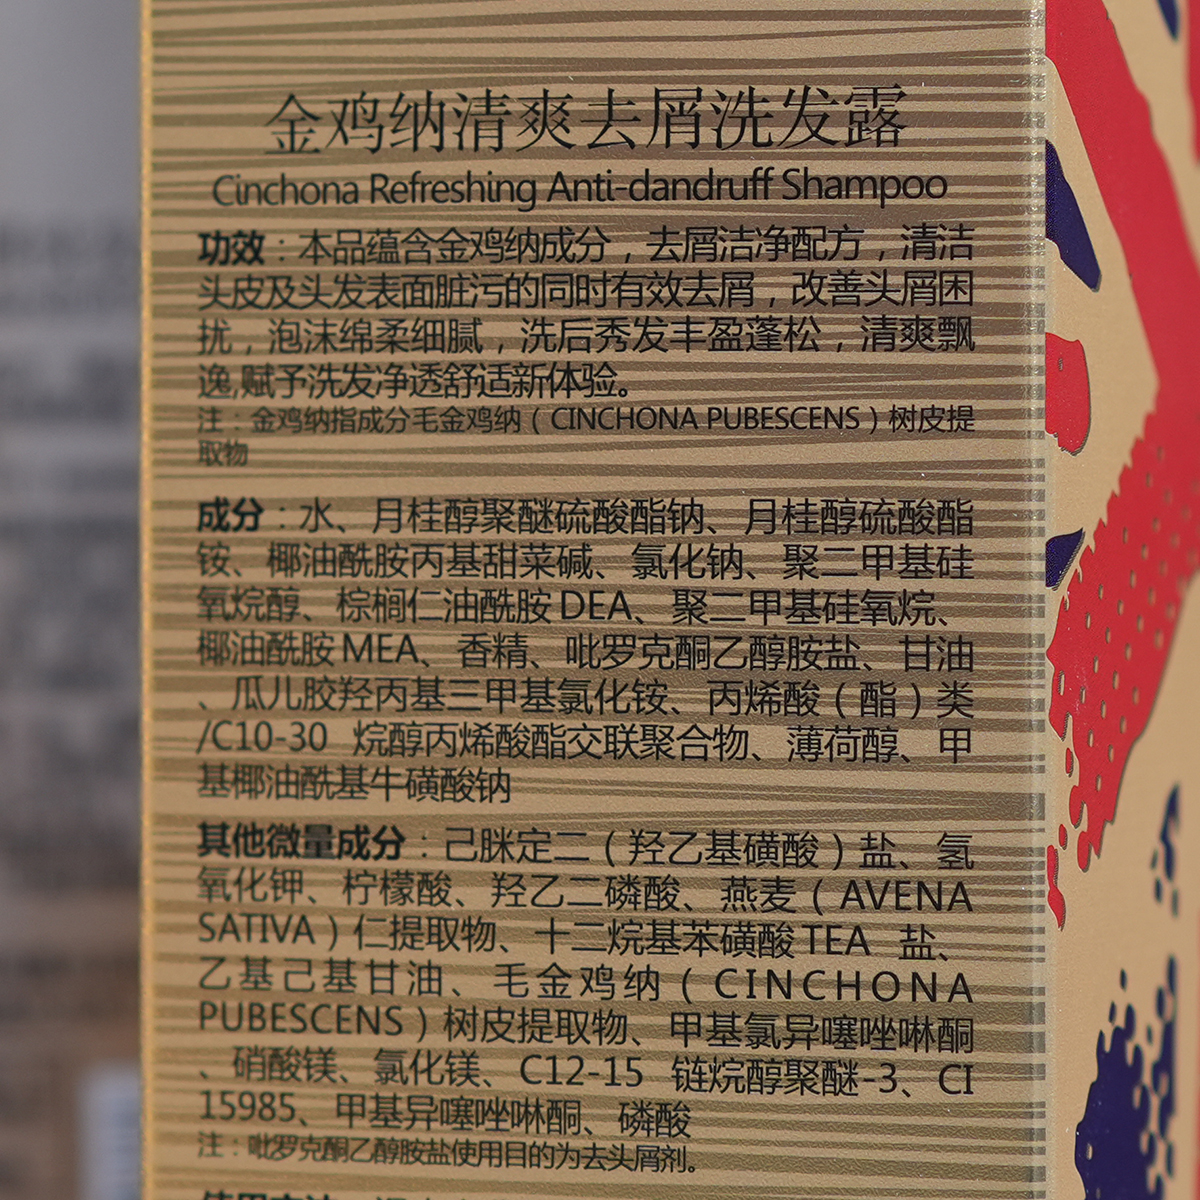 金鸡纳清爽去屑洗发露
Cinchona Refreshing Anti-dandruff Shampoo
功效：本品蕴含金鸡纳成分，去屑洁净配方，清洁
头皮及头发表面脏污的同时有效去屑，改善头屑困
扰，泡沫绵柔细腻，洗后秀发丰盈蓬松，清爽飘
逸,赋予洗发净透舒适新体验。
注：金鸡纳指成分毛金鸡纳（CINCHONA PUBESCENS）树皮提
取物
成分：水、月桂醇聚醚硫酸酯钠、月桂醇硫酸酯
铵、椰油酰胺丙基甜菜碱、氯化钠、聚二甲基硅
氧烷醇、棕榈仁油酰胺DEA、聚二甲基硅氧烷、
椰油酰胺MEA、香精、吡罗克酮乙醇胺盐、甘油
、瓜儿胶羟丙基三甲基氯化铵、丙烯酸（酯）类
/C10-30 烷醇丙烯酸酯交联聚合物、薄荷醇、甲
基椰油酰基牛磺酸钠
其他微量成分：己脒定二（羟乙基磺酸）盐、氢
氧化钾、柠檬酸、羟乙二磷酸、燕麦（AVENA
SATIVA）仁提取物、十二烷基苯磺酸TEA 盐、
乙基己基甘油、毛金鸡纳（CINCHONA
PUBESCENS）树皮提取物、甲基氯异噻唑啉酮
、硝酸镁、氯化镁、C12-15 链烷醇聚醚-3、CI
15985、甲基异噻唑啉酮、磷酸
注：吡罗克酮乙醇胺盐使用目的为去头屑剂。